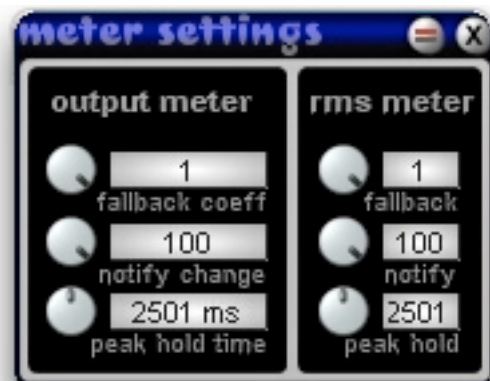 meter settings
X
output meter
1
fallback coeff
100
notify change
2501 ms
peak hold time
rms meter
1
fallback
100
notify
2501
peak hold